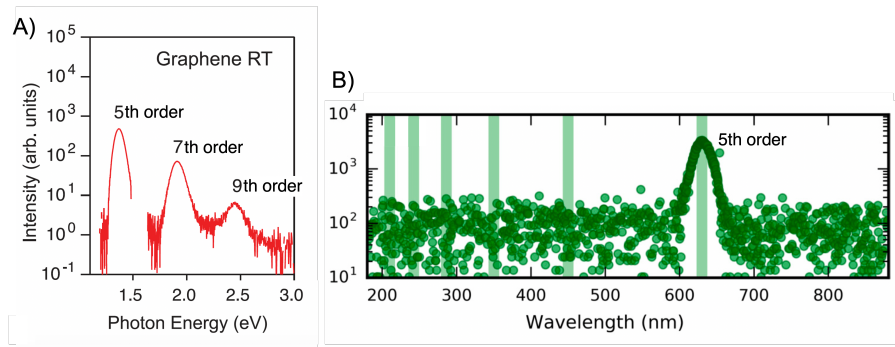 A)
Graphene RT
5th order
7th order
9th order
Intensity (arb. units)
10^5
10^4
10^3
10^2
10^1
10^0
10^-1
1.5 2.0 2.5 3.0
Photon Energy (eV)
B)
10^4
10^3
10^2
10^1
5th order
200 300 400 500 600 700 800
Wavelength (nm)